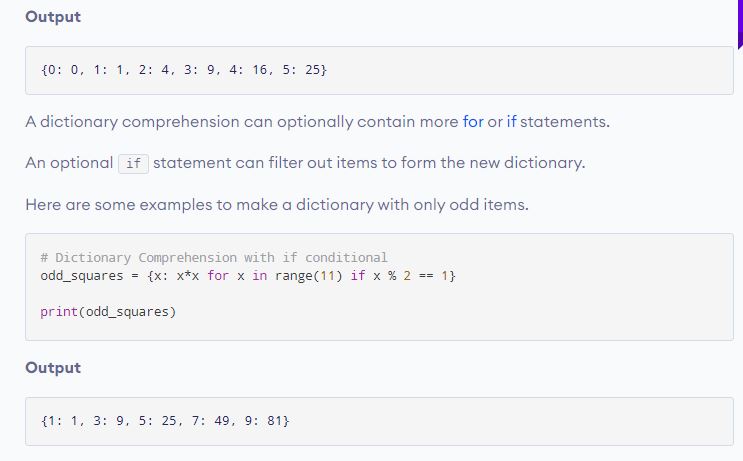 Output
{0: 0, 1: 1, 2: 4, 3: 9, 4: 16, 5: 25}
A dictionary comprehension can optionally contain more for or if statements.
An optional if statement can filter out items to form the new dictionary.
Here are some examples to make a dictionary with only odd items.
# Dictionary Comprehension with if conditional
odd_squares = {x: x*x for x in range(11) if x % 2 == 1}
print(odd_squares)
Output
{1: 1, 3: 9, 5: 25, 7: 49, 9: 81}